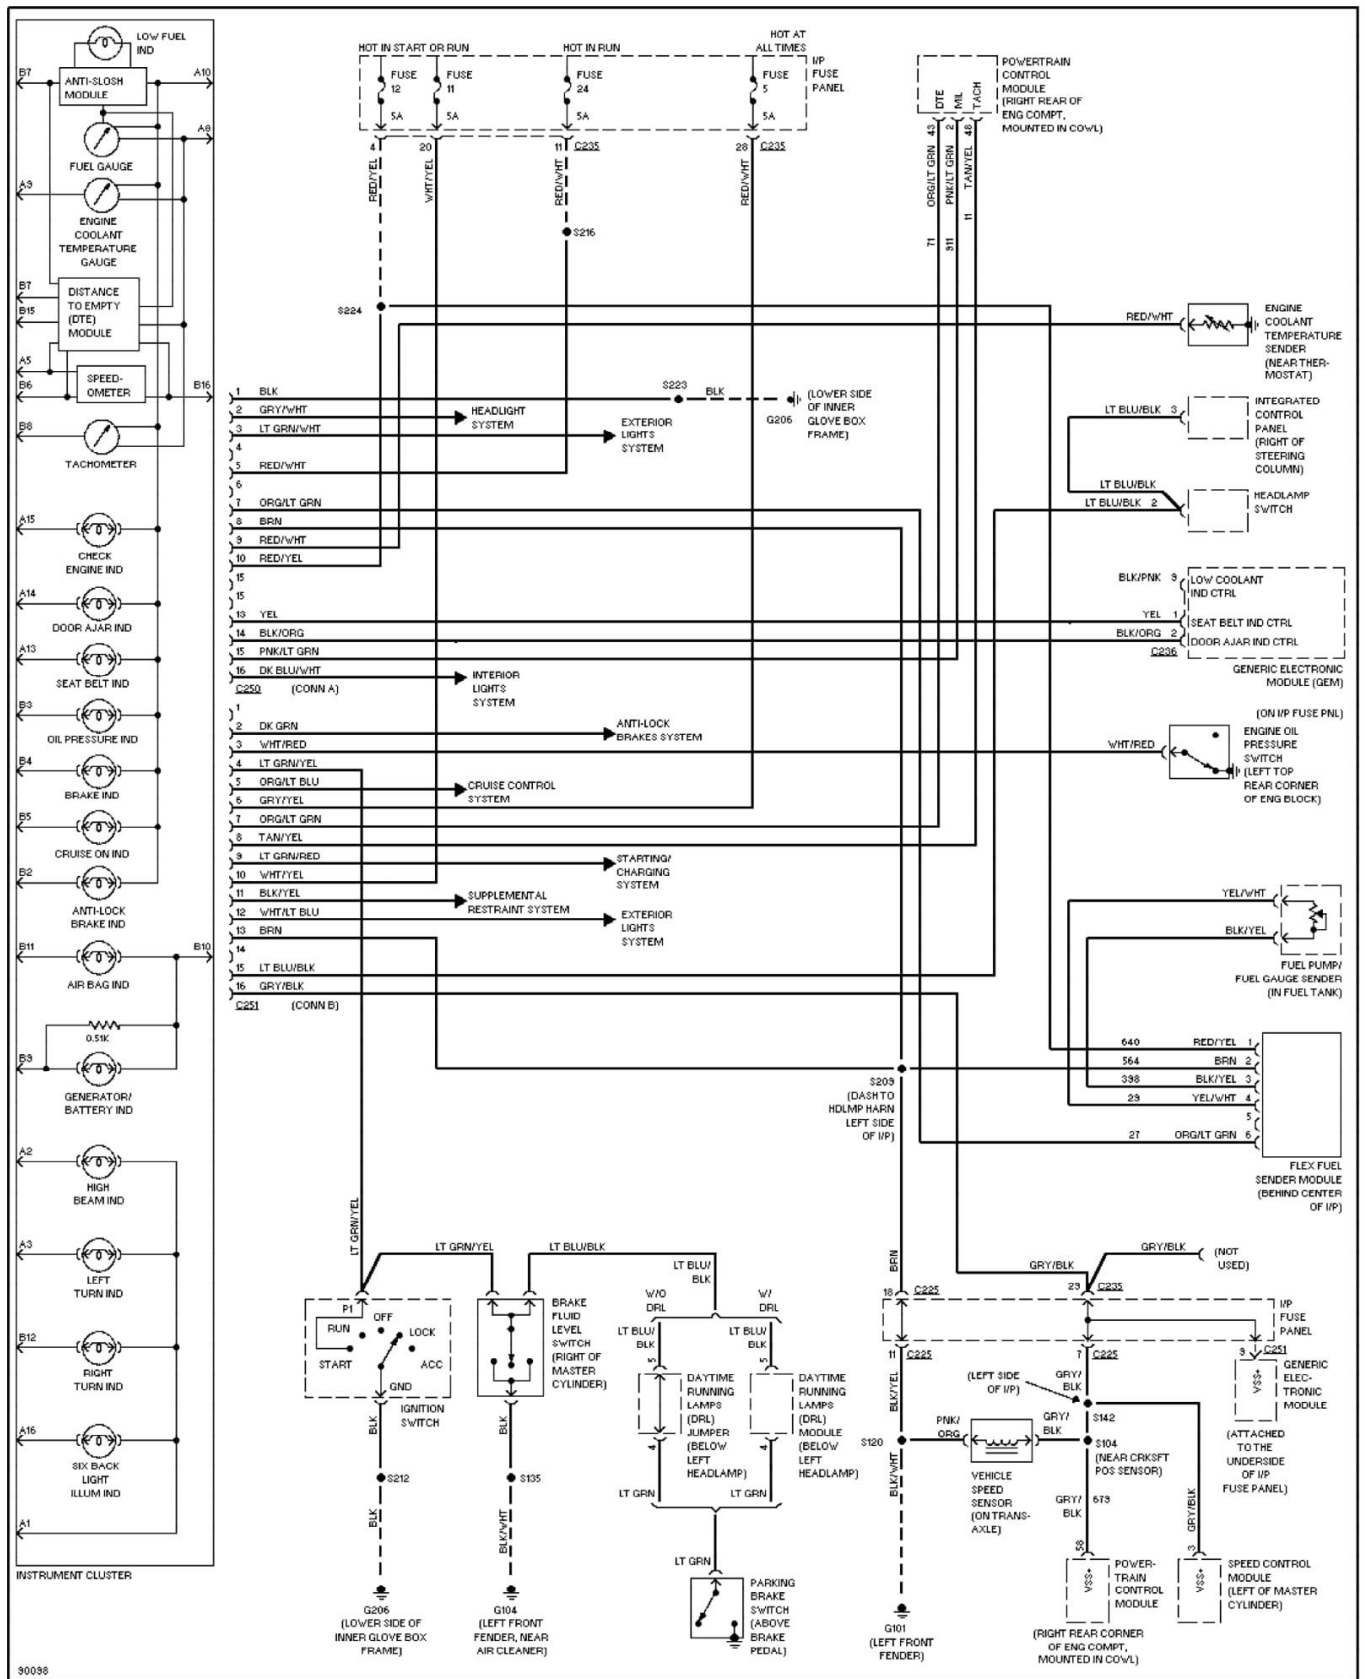 LOW FUEL
IND
B7
ANTI-SLOSH
MODULE
A10
A8
FUEL GAUGE
A9
ENGINE
COOLANT
TEMPERATURE
GAUGE
B7
DISTANCE
TO EMPTY
(DTE)
MODULE
B15
A5
B6
SPEED-
OMETER
B16
B8
TACHOMETER
A15
CHECK
ENGINE IND
A14
DOOR AJAR IND
A13
SEAT BELT IND
B3
OIL PRESSURE IND
B4
BRAKE IND
B5
CRUISE ON IND
B2
ANTI-LOCK
BRAKE IND
B11
B10
AIR BAG IND
0.51K
B9
GENERATOR/
BATTERY IND
A2
HIGH
BEAM IND
A3
LEFT
TURN IND
B12
RIGHT
TURN IND
A16
SIX BACK
LIGHT
ILLUM IND
A1
INSTRUMENT CLUSTER
90098
HOT IN START OR RUN
HOT IN RUN
HOT AT
ALL TIMES
FUSE
12
5A
FUSE
11
5A
FUSE
24
5A
FUSE
5
5A
I/P
FUSE
PANEL
4
20
11 C235
28 C235
RED/YEL
WHT/YEL
RED/WHT
RED/WHT
S216
S224
POWERTRAIN
CONTROL
MODULE
(RIGHT REAR OF
ENG COMPT,
MOUNTED IN COWL)
DTE
MIL
TACH
43
2
48
ORG/LT GRN
PNK/LT GRN
TAN/YEL
71
911
11
RED/WHT
ENGINE
COOLANT
TEMPERATURE
SENDER
(NEAR THER-
MOSTAT)
1 BLK
2 GRY/WHT
3 LT GRN/WHT
4
5 RED/WHT
6
7 ORG/LT GRN
8 BRN
9 RED/WHT
10 RED/YEL
15
15
13 YEL
14 BLK/ORG
15 PNK/LT GRN
16 DK BLU/WHT
C250 (CONN A)
S223
BLK
G206
(LOWER SIDE
OF INNER
GLOVE BOX
FRAME)
HEADLIGHT
SYSTEM
EXTERIOR
LIGHTS
SYSTEM
INTERIOR
LIGHTS
SYSTEM
LT BLU/BLK 3
INTEGRATED
CONTROL
PANEL
(RIGHT OF
STEERING
COLUMN)
LT BLU/BLK
LT BLU/BLK 2
HEADLAMP
SWITCH
BLK/PNK 9
LOW COOLANT
IND CTRL
YEL 1
SEAT BELT IND CTRL
BLK/ORG 2
DOOR AJAR IND CTRL
C236
GENERIC ELECTRONIC
MODULE (GEM)
(ON I/P FUSE PNL)
1
2 DK GRN
3 WHT/RED
4 LT GRN/YEL
5 ORG/LT BLU
6 GRY/YEL
7 ORG/LT GRN
8 TAN/YEL
9 LT GRN/RED
10 WHT/YEL
11 BLK/YEL
12 WHT/LT BLU
13 BRN
14
15 LT BLU/BLK
16 GRY/BLK
C251 (CONN B)
ANTI-LOCK
BRAKES SYSTEM
CRUISE CONTROL
SYSTEM
STARTING/
CHARGING
SYSTEM
SUPPLEMENTAL
RESTRAINT SYSTEM
EXTERIOR
LIGHTS
SYSTEM
WHT/RED
ENGINE OIL
PRESSURE
SWITCH
(LEFT TOP
REAR CORNER
OF ENG BLOCK)
YEL/WHT
BLK/YEL
FUEL PUMP/
FUEL GAUGE SENDER
(IN FUEL TANK)
640 RED/YEL 1
564 BRN 2
398 BLK/YEL 3
29 YEL/WHT 4
5
27 ORG/LT GRN 6
FLEX FUEL
SENDER MODULE
(BEHIND CENTER
OF I/P)
S209
(DASH TO
HDLMP HARN
LEFT SIDE
OF I/P)
LT GRN/YEL
LT GRN/YEL
LT BLU/BLK
LT BLU/
BLK
P1
OFF
RUN
LOCK
START
ACC
GND
IGNITION
SWITCH
BLK
S212
BLK
G206
(LOWER SIDE OF
INNER GLOVE BOX
FRAME)
BRAKE
FLUID
LEVEL
SWITCH
(RIGHT OF
MASTER
CYLINDER)
BLK
S135
BLK/WHT
G104
(LEFT FRONT
FENDER, NEAR
AIR CLEANER)
W/O
DRL
W/
DRL
LT BLU/
BLK
LT BLU/
BLK
5
5
DAYTIME
RUNNING
LAMPS
(DRL)
JUMPER
(BELOW
LEFT
HEADLAMP)
DAYTIME
RUNNING
LAMPS
(DRL)
MODULE
(BELOW
LEFT
HEADLAMP)
4
4
LT GRN
LT GRN
LT GRN
PARKING
BRAKE
SWITCH
(ABOVE
BRAKE
PEDAL)
BRN
GRY/BLK
GRY/BLK
(NOT
USED)
18 C225
29 C235
I/P
FUSE
PANEL
11 C225
7 C225
9 C251
BLK/YEL
GRY/
BLK
(LEFT SIDE
OF I/P)
VSS+
GENERIC
ELEC-
TRONIC
MODULE
(ATTACHED
TO THE
UNDERSIDE
OF I/P
FUSE PANEL)
S142
S120
PNK/
ORG
GRY/
BLK
S104
(NEAR CRKSFT
POS SENSOR)
VEHICLE
SPEED
SENSOR
(ON TRANS-
AXLE)
BLK/WHT
GRY/
BLK
679
GRY/BLK
58
3
VSS+
POWER-
TRAIN
CONTROL
MODULE
VSS+
SPEED CONTROL
MODULE
(LEFT OF MASTER
CYLINDER)
G101
(LEFT FRONT
FENDER)
(RIGHT REAR CORNER
OF ENG COMPT,
MOUNTED IN COWL)